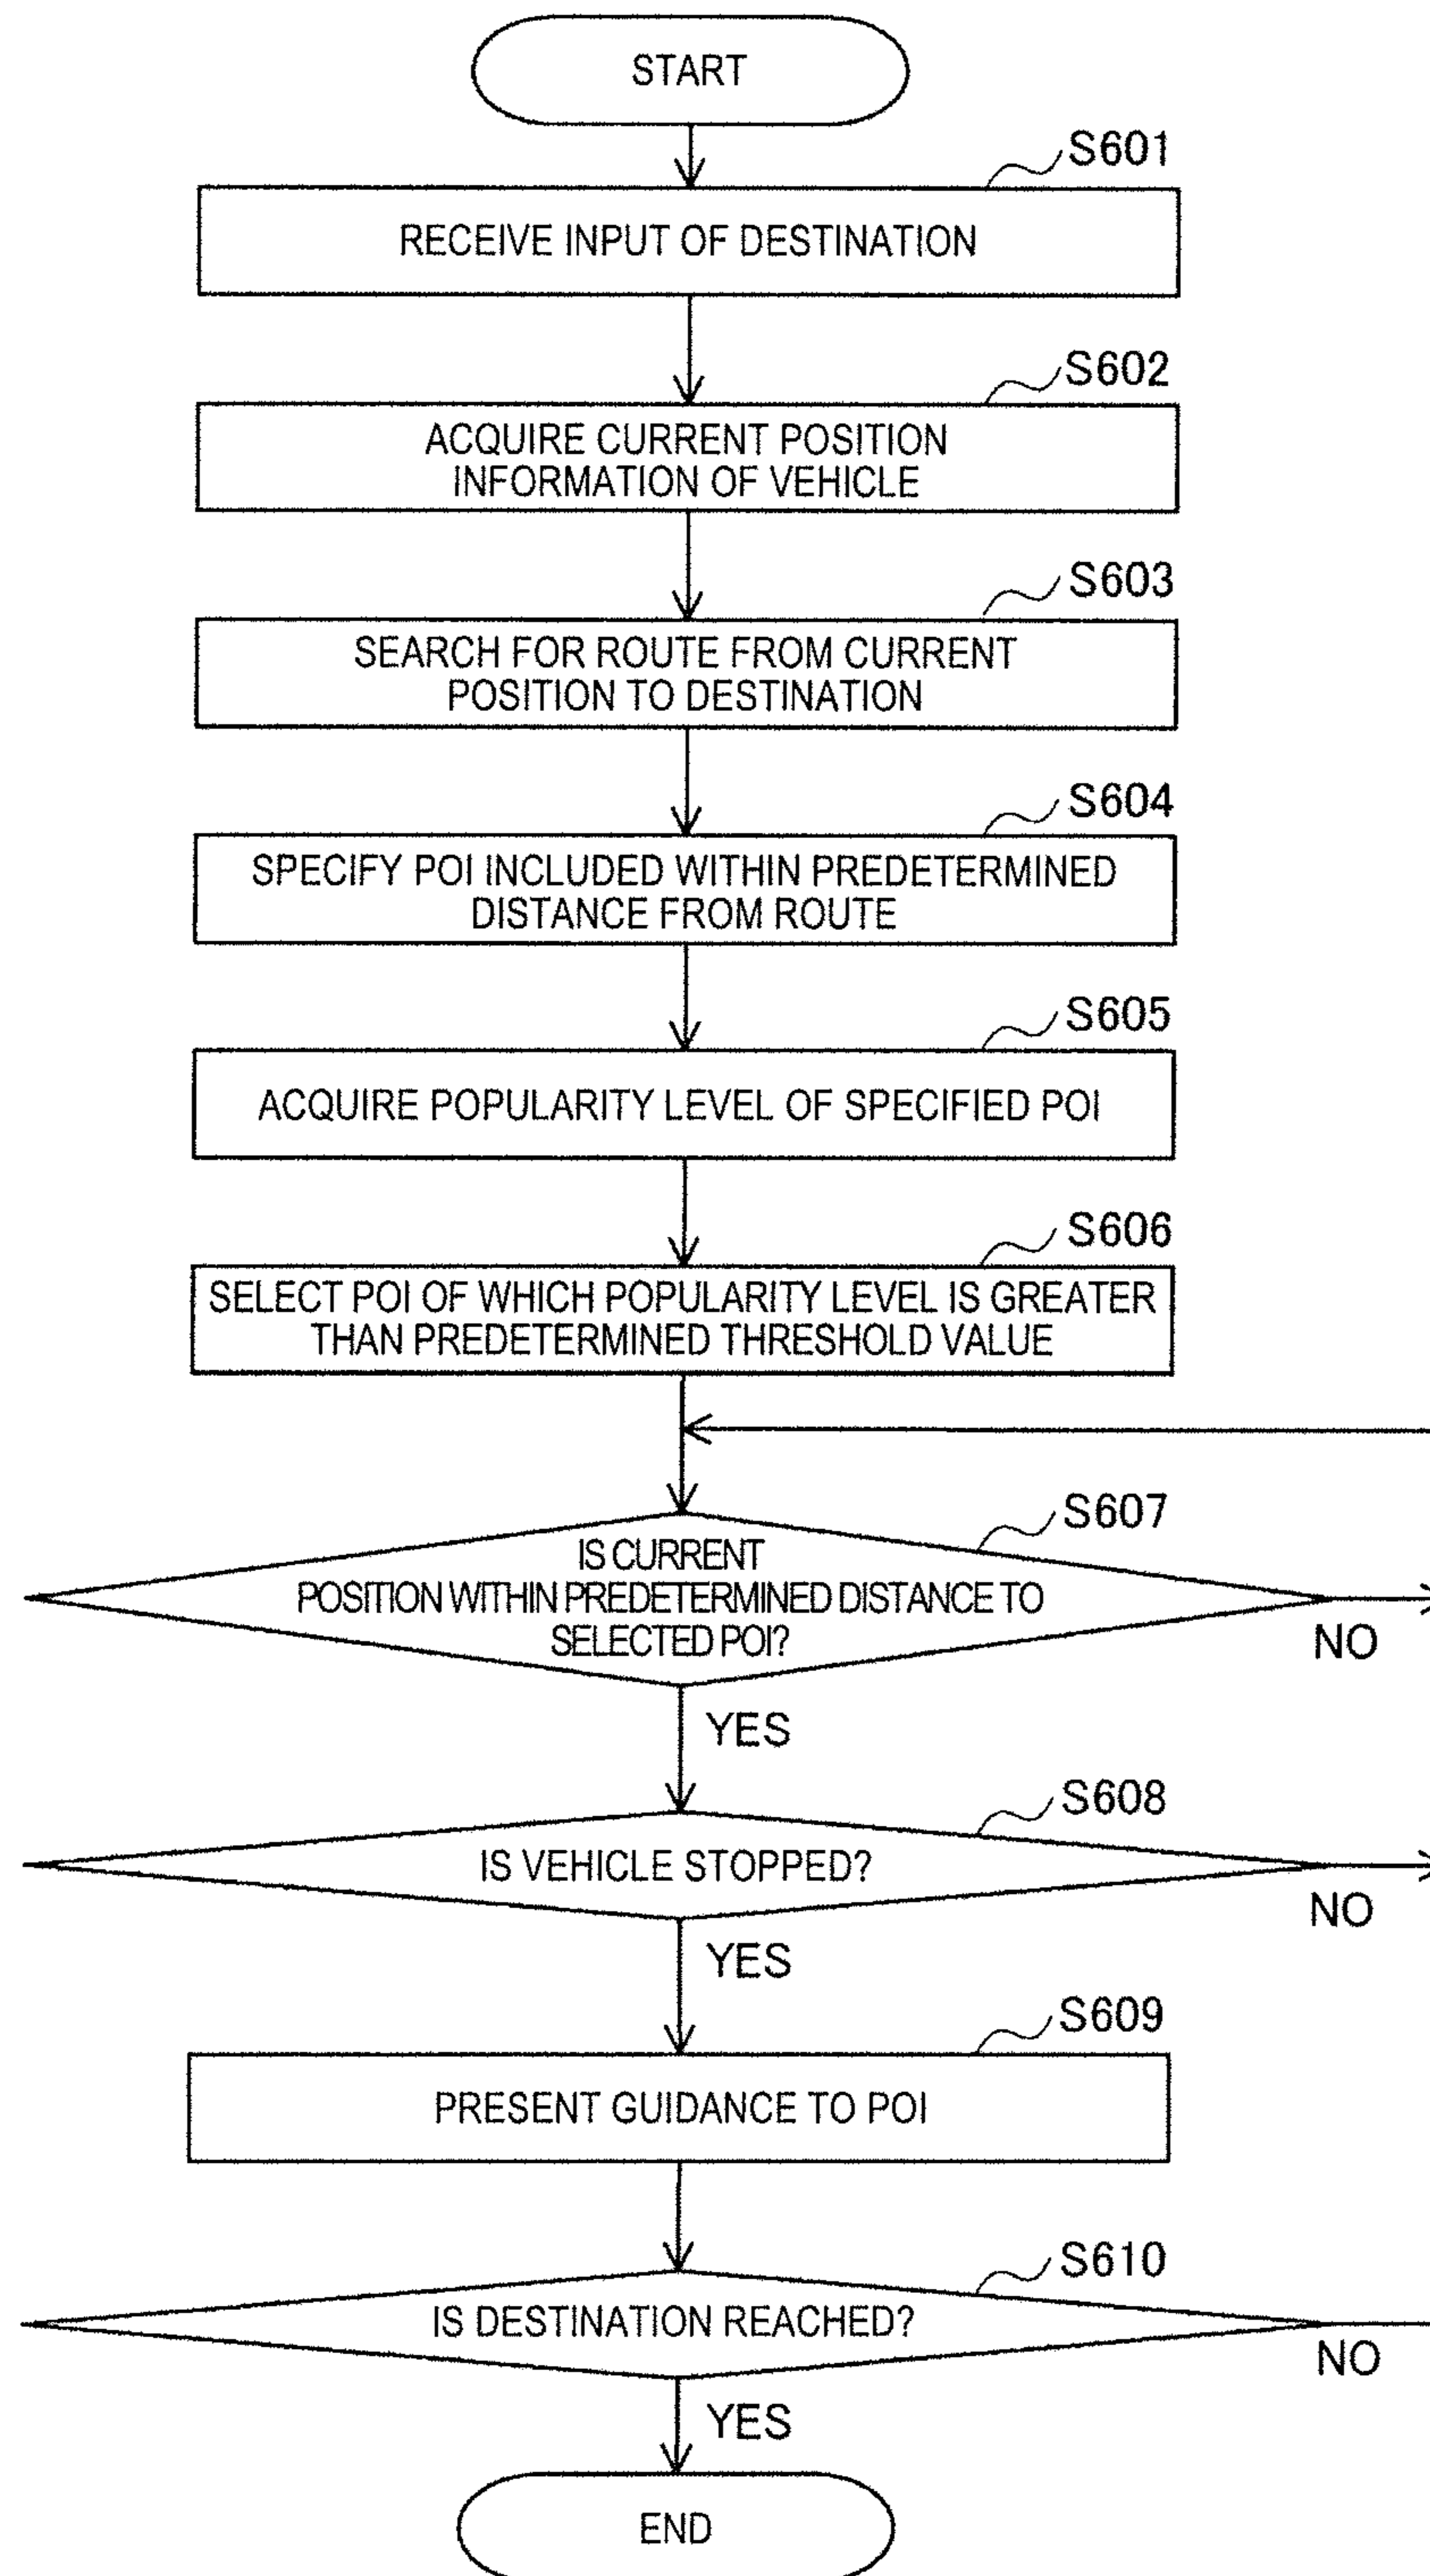 START
S601
RECEIVE INPUT OF DESTINATION
S602
ACQUIRE CURRENT POSITION
INFORMATION OF VEHICLE
S603
SEARCH FOR ROUTE FROM CURRENT
POSITION TO DESTINATION
S604
SPECIFY POI INCLUDED WITHIN PREDETERMINED
DISTANCE FROM ROUTE
S605
ACQUIRE POPULARITY LEVEL OF SPECIFIED POI
S606
SELECT POI OF WHICH POPULARITY LEVEL IS GREATER
THAN PREDETERMINED THRESHOLD VALUE
S607
IS CURRENT
POSITION WITHIN PREDETERMINED DISTANCE TO
SELECTED POI?
NO
YES
S608
IS VEHICLE STOPPED?
NO
YES
S609
PRESENT GUIDANCE TO POI
S610
IS DESTINATION REACHED?
NO
YES
END